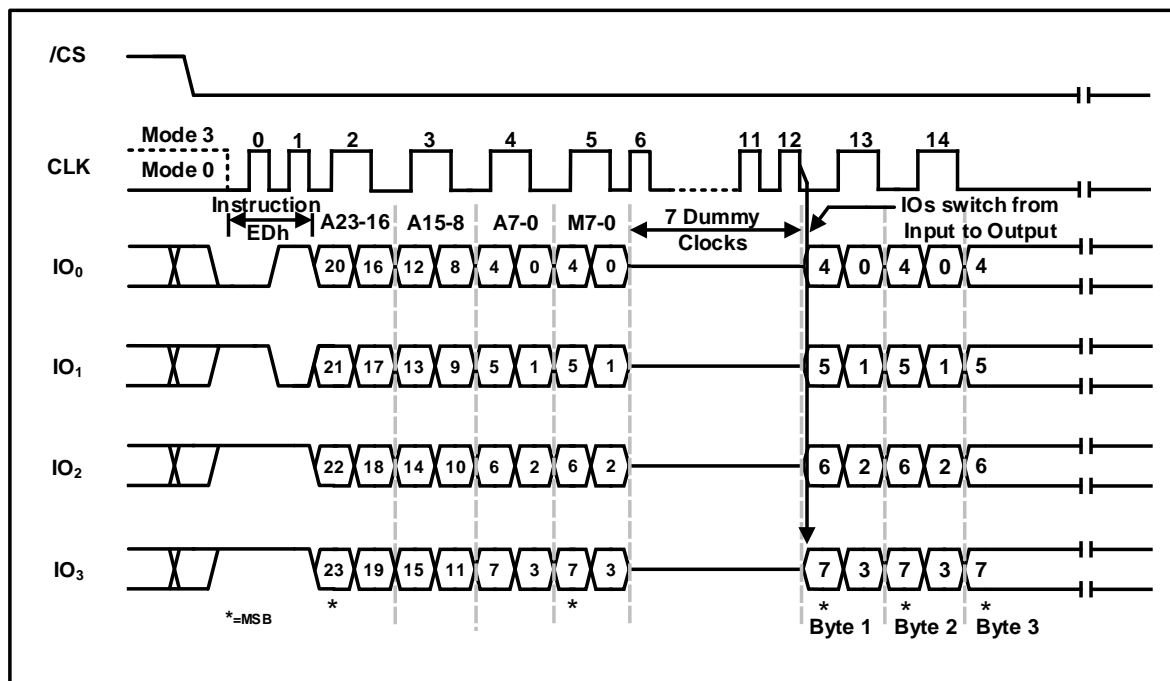 /CS
Mode 3
CLK
Mode 0
0 1 2 3 4 5 6 11 12 13 14
Instruction
EDh
A23-16 A15-8 A7-0 M7-0
7 Dummy
Clocks
IOs switch from
Input to Output
IO0 20 16 12 8 4 0 4 0 4 0 4 0 4
IO1 21 17 13 9 5 1 5 1 5 1 5 1 5
IO2 22 18 14 10 6 2 6 2 6 2 6 2 6
IO3 23 19 15 11 7 3 7 3 7 3 7 3 7
* * * * *
*=MSB
Byte 1 Byte 2 Byte 3